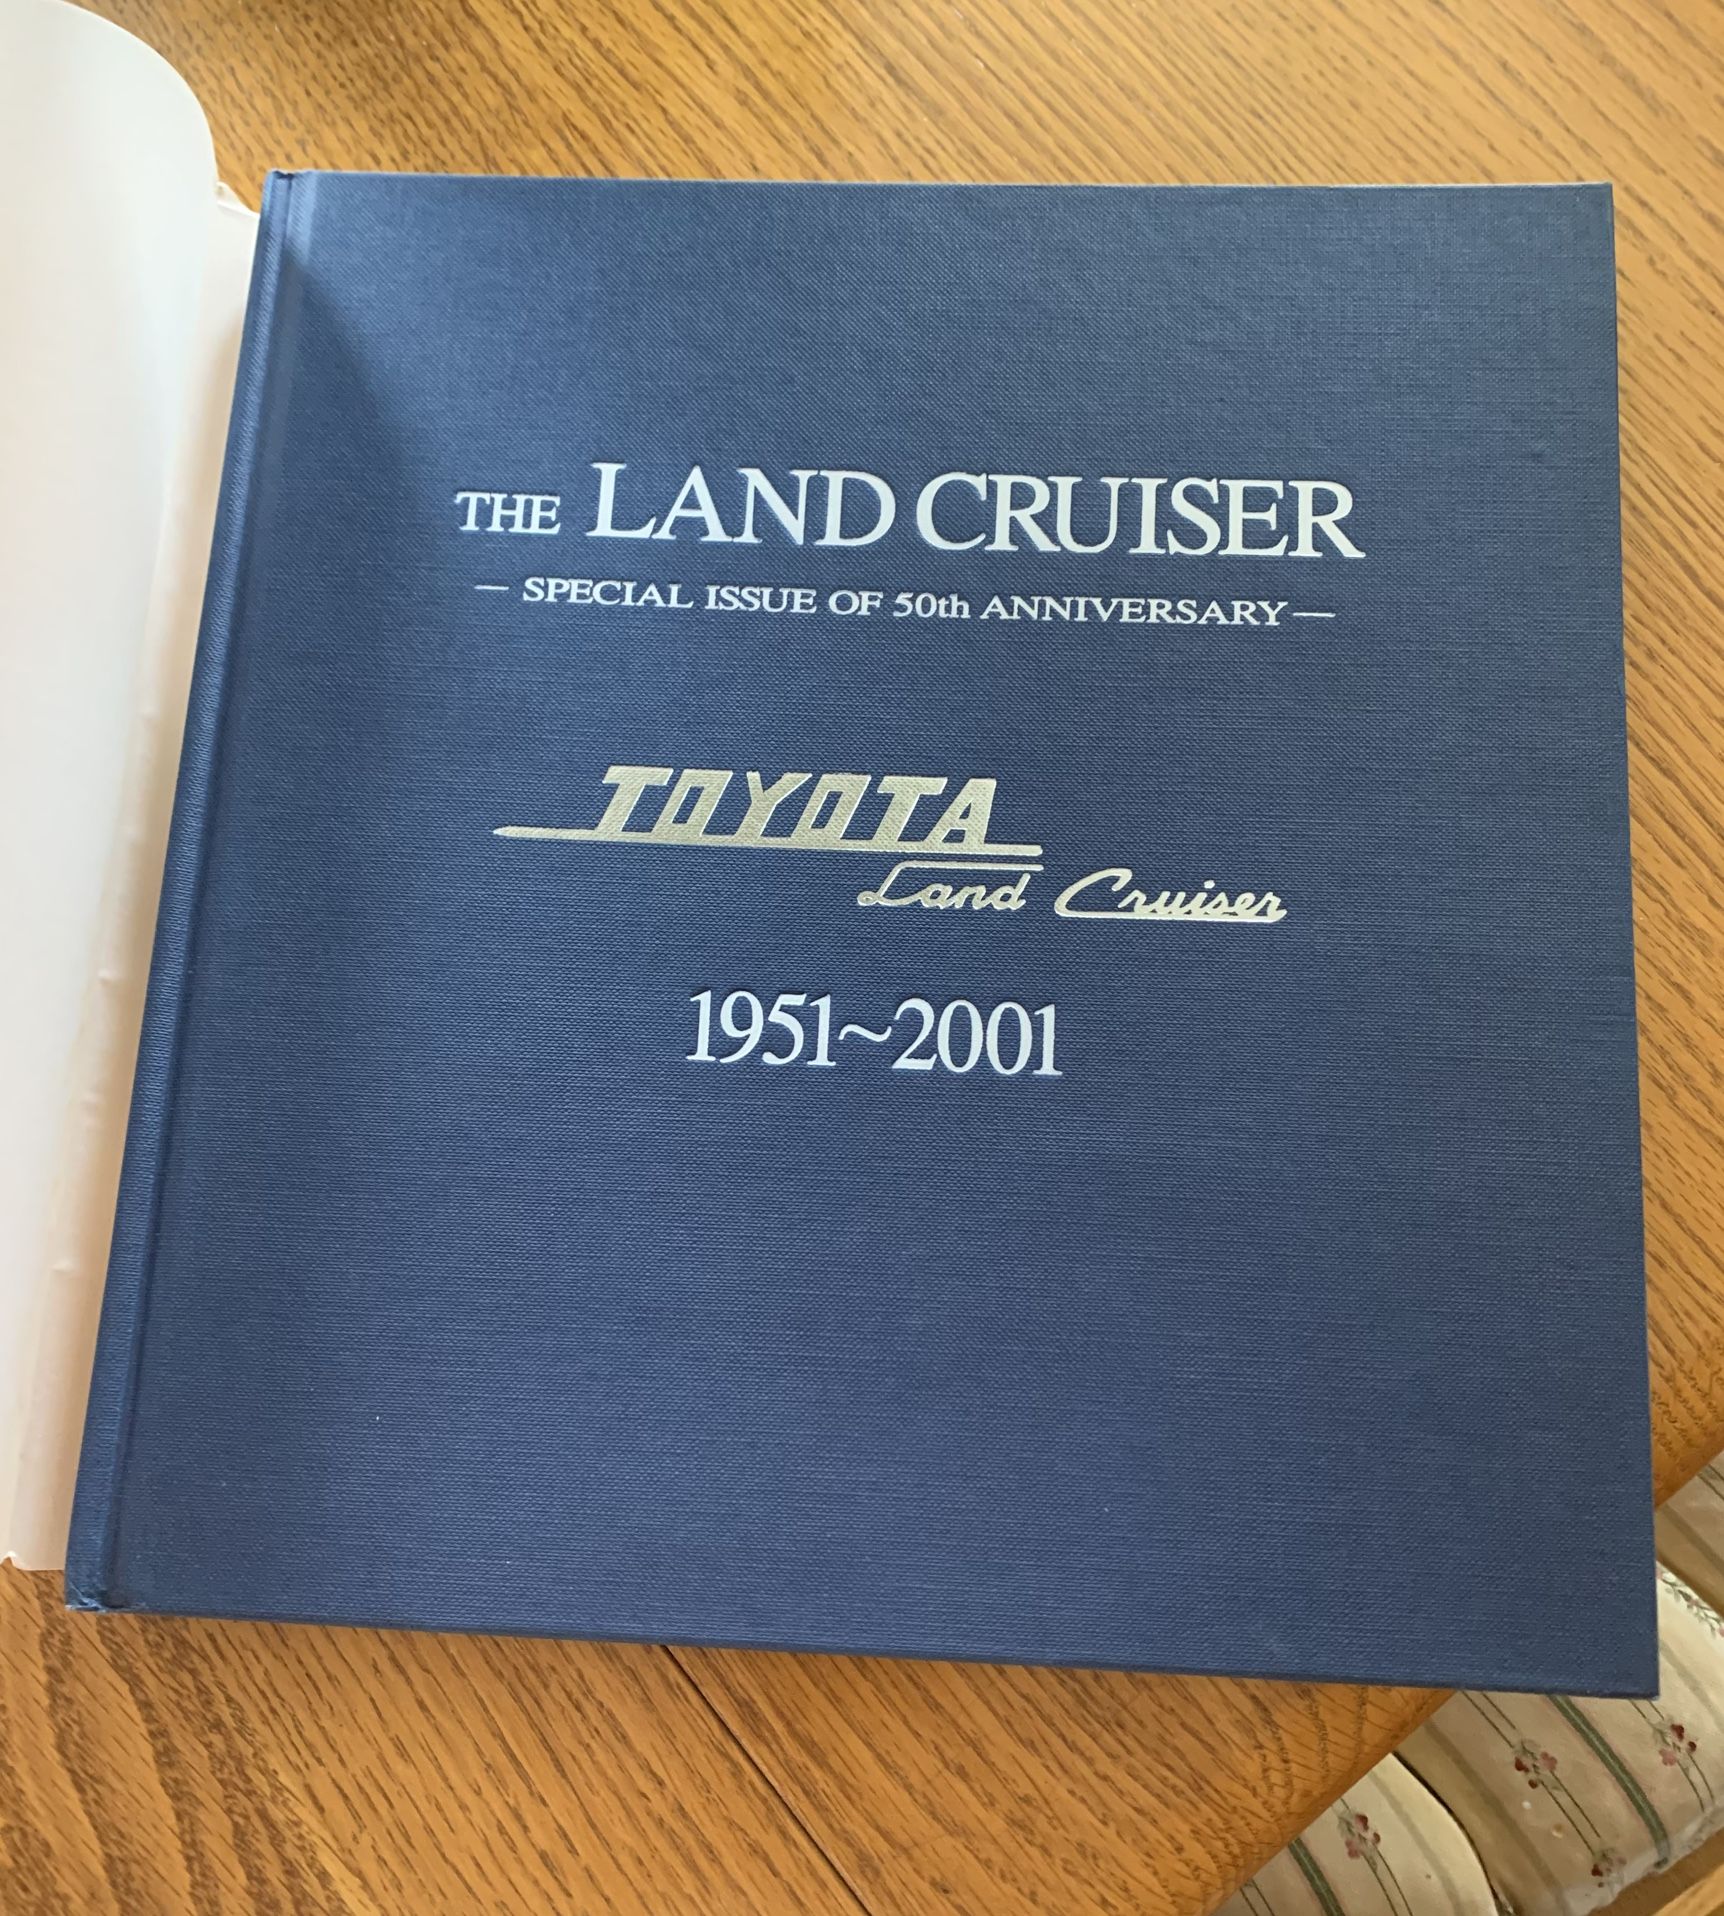 THE LAND CRUISER
— SPECIAL ISSUE OF 50th ANNIVERSARY —
TOYOTA
Land Cruiser
1951~2001